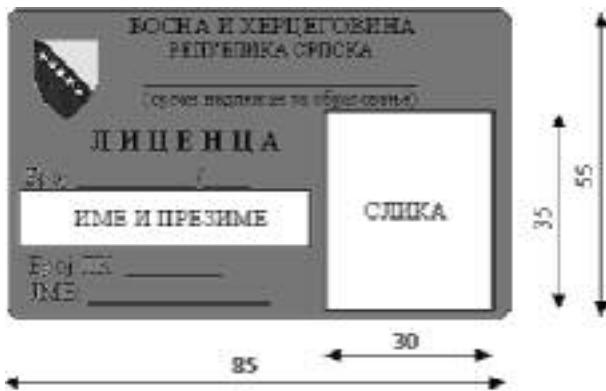 БОСНА И ХЕРЦЕГОВИНА
РЕПУБЛИКА СРПСКА
(орган надлежан за образовање)
ЛИЦЕНЦА
Број /
ИМЕ И ПРЕЗИМЕ
СЛИКА
Број ЛК
ЈМБ
35
55
30
85